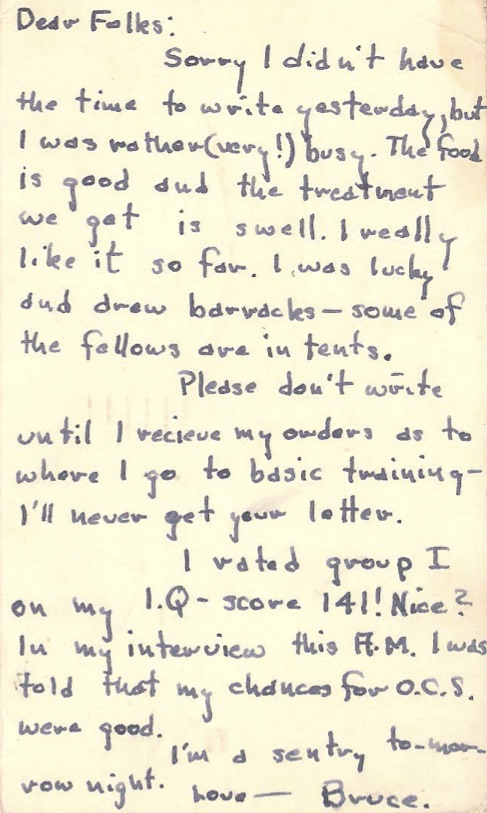 Dear Folks:
Sorry I didn't have
the time to write yesterday, but
I was rather(very!) busy. The food
is good and the treatment
we get is swell. I really
like it so far. I was lucky
and drew barracks - some of
the fellows are in tents.
Please don't write
until I recieve my orders as to
where I go to basic training-
I'll never get your letter.
I rated group I
on my I.Q - score 141! Nice?
In my interview this A.M. I was
told that my chances for O.C.S.
were good.
I'm a sentry to-mor-
row night.
Love - Bruce.